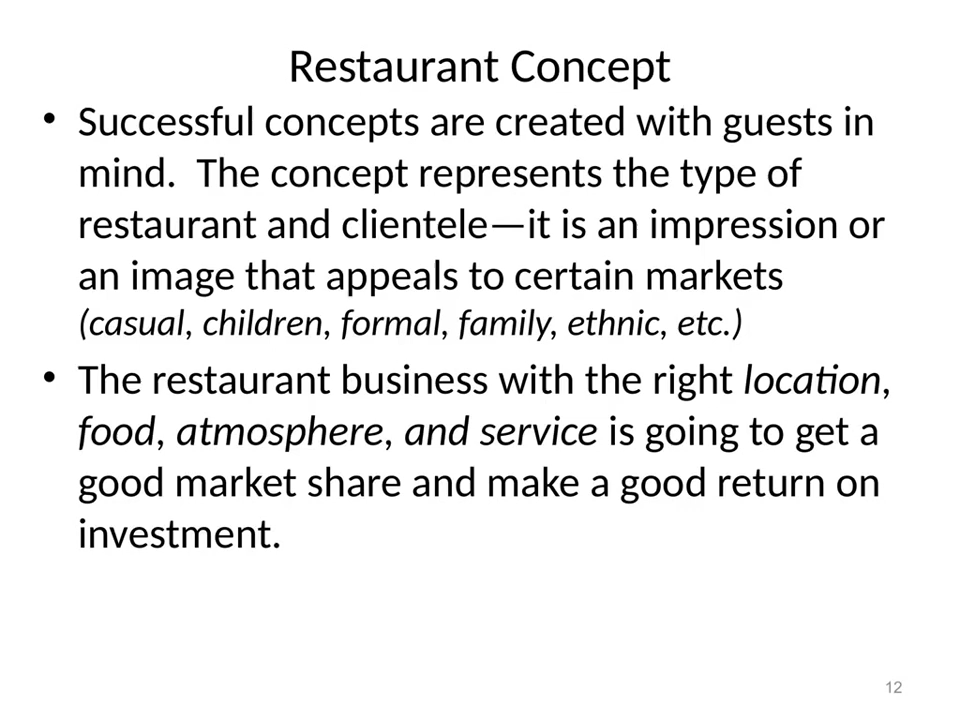 Restaurant Concept
• Successful concepts are created with guests in
mind.  The concept represents the type of
restaurant and clientele—it is an impression or
an image that appeals to certain markets
(casual, children, formal, family, ethnic, etc.)
• The restaurant business with the right location,
food, atmosphere, and service is going to get a
good market share and make a good return on
investment.
12